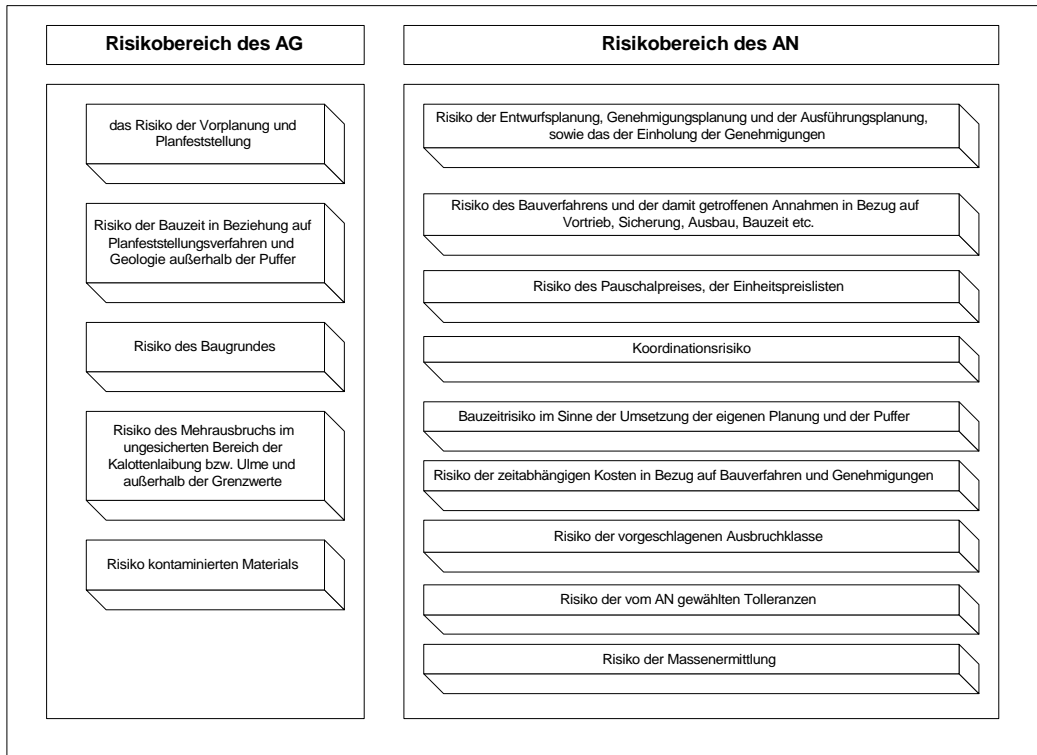 Risikobereich des AG
das Risiko der Vorplanung und
Planfeststellung
Risiko der Bauzeit in Beziehung auf
Planfeststellungsverfahren und
Geologie außerhalb der Puffer
Risiko des Baugrundes
Risiko des Mehrausbruchs im
ungesicherten Bereich der
Kalottenlaibung bzw. Ulme und
außerhalb der Grenzwerte
Risiko kontaminierten Materials
Risikobereich des AN
Risiko der Entwurfsplanung, Genehmigungsplanung und der Ausführungsplanung,
sowie das der Einholung der Genehmigungen
Risiko des Bauverfahrens und der damit getroffenen Annahmen in Bezug auf
Vortrieb, Sicherung, Ausbau, Bauzeit etc.
Risiko des Pauschalpreises, der Einheitspreislisten
Koordinationsrisiko
Bauzeitrisiko im Sinne der Umsetzung der eigenen Planung und der Puffer
Risiko der zeitabhängigen Kosten in Bezug auf Bauverfahren und Genehmigungen
Risiko der vorgeschlagenen Ausbruchklasse
Risiko der vom AN gewählten Tolleranzen
Risiko der Massenermittlung